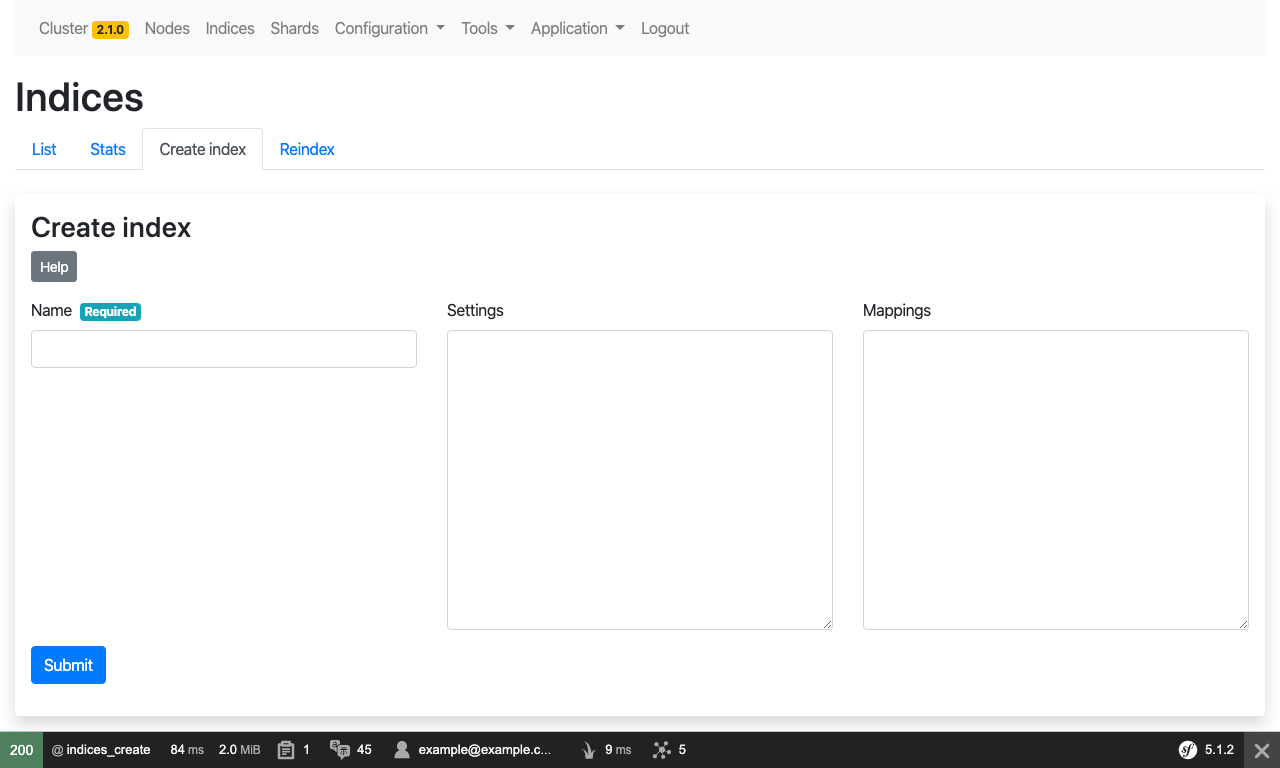 Cluster 2.1.0 Nodes Indices Shards Configuration Tools Application Logout
Indices
List Stats Create index Reindex
Create index
Help
Name Required Settings Mappings
Submit
200 @ indices_create 84 ms 2.0 MiB 1 45 example@example.c... 9 ms 5 5.1.2